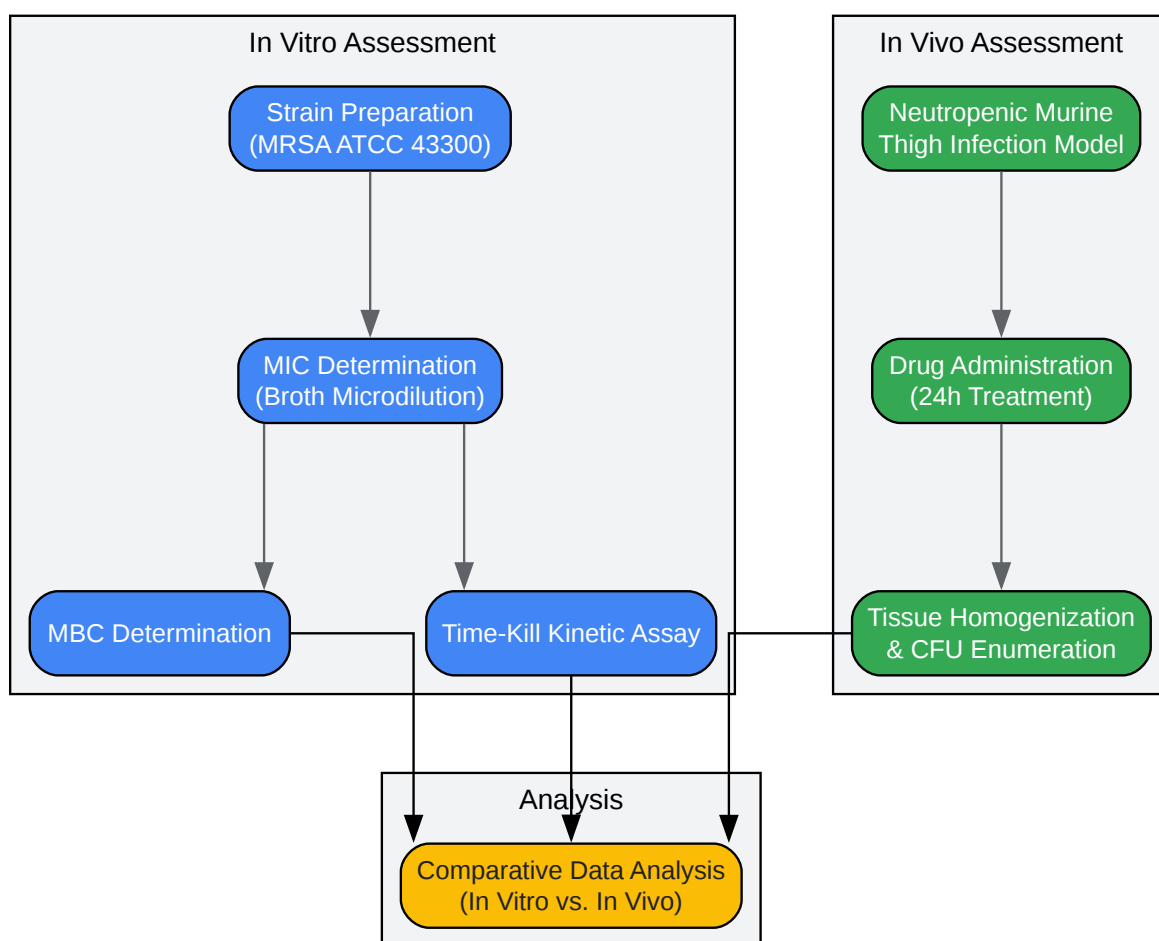 In Vitro Assessment
Strain Preparation
(MRSA ATCC 43300)
MIC Determination
(Broth Microdilution)
MBC Determination
Time-Kill Kinetic Assay
In Vivo Assessment
Neutropenic Murine
Thigh Infection Model
Drug Administration
(24h Treatment)
Tissue Homogenization
& CFU Enumeration
Analysis
Comparative Data Analysis
(In Vitro vs. In Vivo)